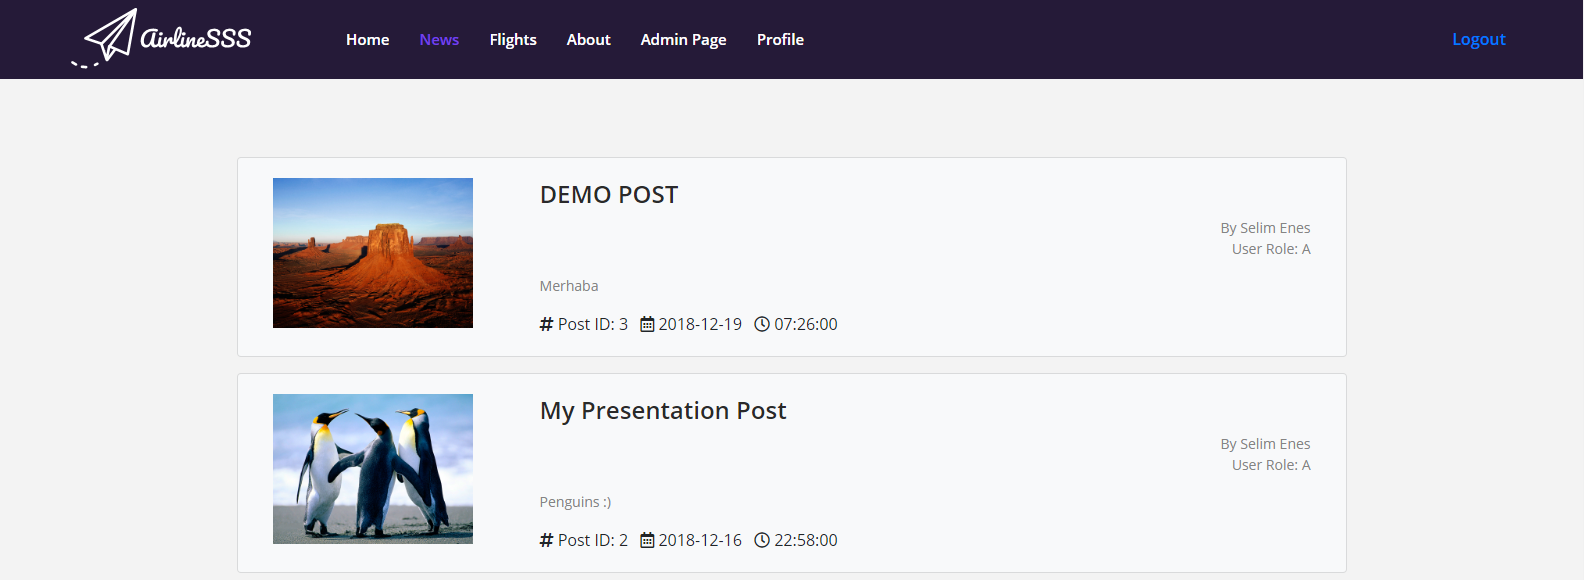 AirlineSSS
Home News Flights About Admin Page Profile Logout
DEMO POST
By Selim Enes
User Role: A
Merhaba
# Post ID: 3 2018-12-19 07:26:00
My Presentation Post
By Selim Enes
User Role: A
Penguins :)
# Post ID: 2 2018-12-16 22:58:00